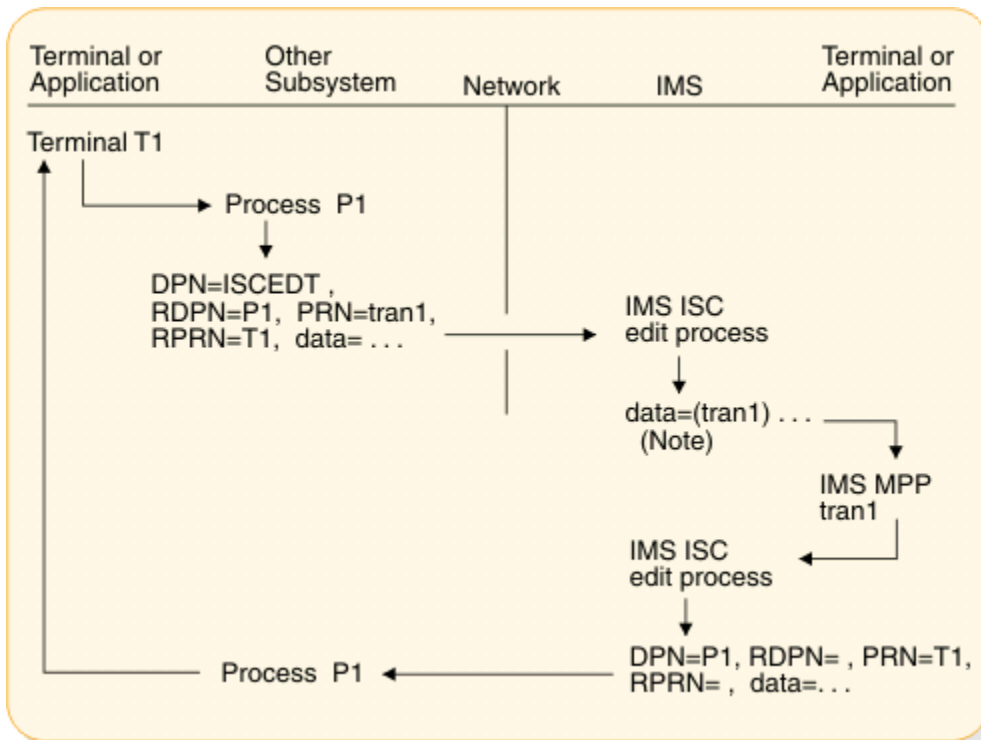 Terminal or
Application
Other
Subsystem
Network
IMS
Terminal or
Application
Terminal T1
Process P1
DPN=ISCEDT ,
RDPN=P1, PRN=tran1,
RPRN=T1, data= . . .
IMS ISC
edit process
data=(tran1) . . .
(Note)
IMS MPP
tran1
IMS ISC
edit process
DPN=P1, RDPN= , PRN=T1,
RPRN= , data=. . .
Process P1